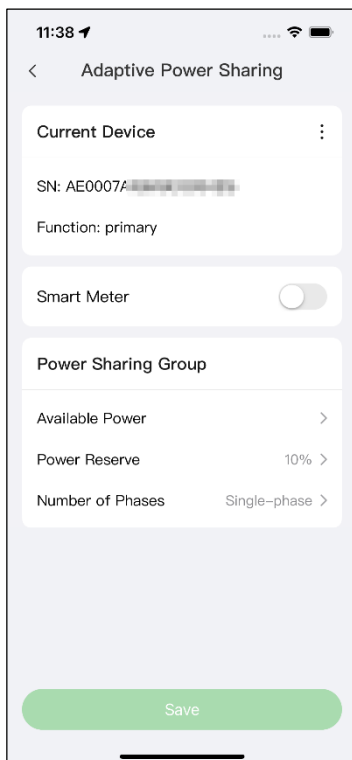 11:38
Adaptive Power Sharing
Current Device
SN: AE0007A
Function: primary
Smart Meter
Power Sharing Group
Available Power
Power Reserve 10%
Number of Phases Single-phase
Save